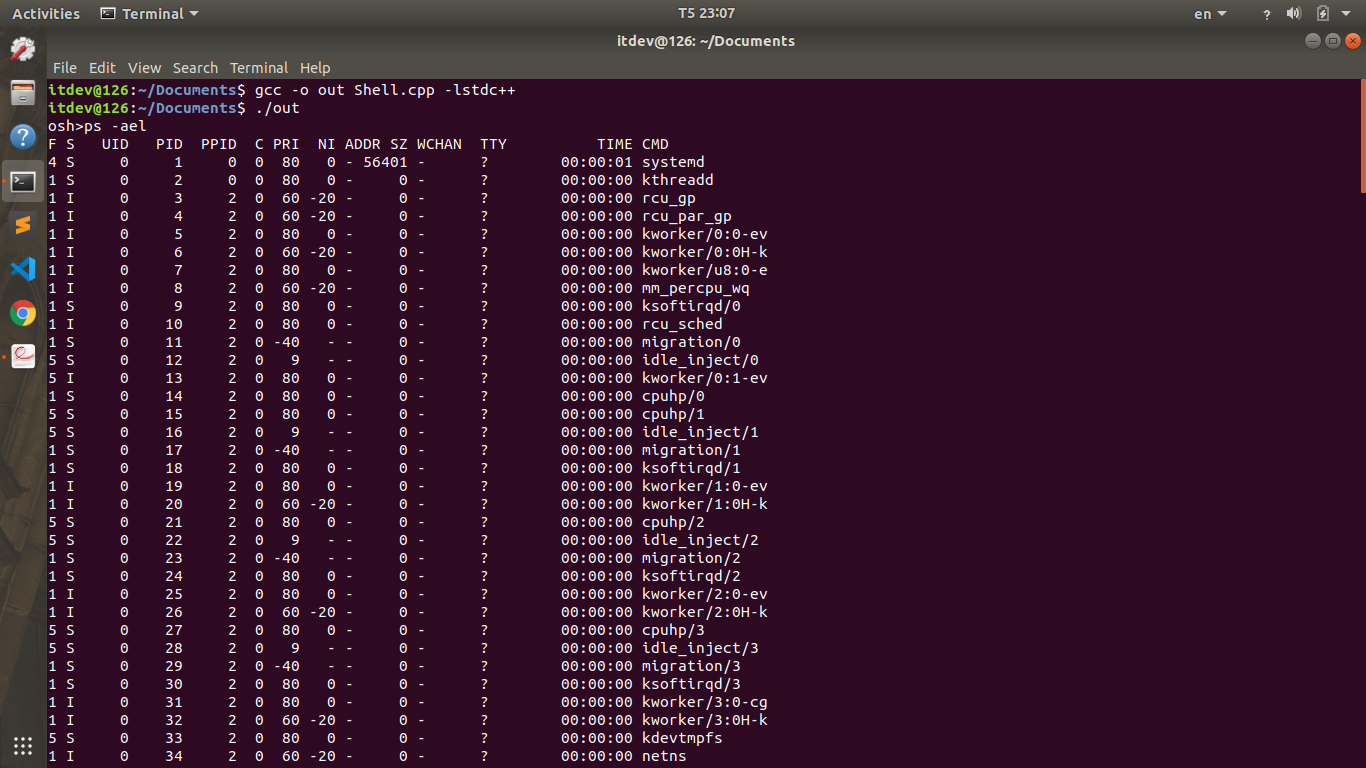 Activities Terminal T5 23:07 en ?
itdev@126: ~/Documents
File Edit View Search Terminal Help
itdev@126:~/Documents$ gcc -o out Shell.cpp -lstdc++
itdev@126:~/Documents$ ./out
osh>ps -ael
F S   UID   PID  PPID  C PRI  NI ADDR SZ WCHAN  TTY          TIME CMD
4 S     0     1     0  0  80   0 - 56401 -      ?        00:00:01 systemd
1 S     0     2     0  0  80   0 -     0 -      ?        00:00:00 kthreadd
1 I     0     3     2  0  60 -20 -     0 -      ?        00:00:00 rcu_gp
1 I     0     4     2  0  60 -20 -     0 -      ?        00:00:00 rcu_par_gp
1 I     0     5     2  0  80   0 -     0 -      ?        00:00:00 kworker/0:0-ev
1 I     0     6     2  0  60 -20 -     0 -      ?        00:00:00 kworker/0:0H-k
1 I     0     7     2  0  80   0 -     0 -      ?        00:00:00 kworker/u8:0-e
1 I     0     8     2  0  60 -20 -     0 -      ?        00:00:00 mm_percpu_wq
1 S     0     9     2  0  80   0 -     0 -      ?        00:00:00 ksoftirqd/0
1 I     0    10     2  0  80   0 -     0 -      ?        00:00:00 rcu_sched
1 S     0    11     2  0 -40   - -     0 -      ?        00:00:00 migration/0
5 S     0    12     2  0   9   - -     0 -      ?        00:00:00 idle_inject/0
5 I     0    13     2  0  80   0 -     0 -      ?        00:00:00 kworker/0:1-ev
1 S     0    14     2  0  80   0 -     0 -      ?        00:00:00 cpuhp/0
5 S     0    15     2  0  80   0 -     0 -      ?        00:00:00 cpuhp/1
5 S     0    16     2  0   9   - -     0 -      ?        00:00:00 idle_inject/1
1 S     0    17     2  0 -40   - -     0 -      ?        00:00:00 migration/1
1 S     0    18     2  0  80   0 -     0 -      ?        00:00:00 ksoftirqd/1
1 I     0    19     2  0  80   0 -     0 -      ?        00:00:00 kworker/1:0-ev
1 I     0    20     2  0  60 -20 -     0 -      ?        00:00:00 kworker/1:0H-k
5 S     0    21     2  0  80   0 -     0 -      ?        00:00:00 cpuhp/2
5 S     0    22     2  0   9   - -     0 -      ?        00:00:00 idle_inject/2
1 S     0    23     2  0 -40   - -     0 -      ?        00:00:00 migration/2
1 S     0    24     2  0  80   0 -     0 -      ?        00:00:00 ksoftirqd/2
1 I     0    25     2  0  80   0 -     0 -      ?        00:00:00 kworker/2:0-ev
1 I     0    26     2  0  60 -20 -     0 -      ?        00:00:00 kworker/2:0H-k
5 S     0    27     2  0  80   0 -     0 -      ?        00:00:00 cpuhp/3
5 S     0    28     2  0   9   - -     0 -      ?        00:00:00 idle_inject/3
1 S     0    29     2  0 -40   - -     0 -      ?        00:00:00 migration/3
1 S     0    30     2  0  80   0 -     0 -      ?        00:00:00 ksoftirqd/3
1 I     0    31     2  0  80   0 -     0 -      ?        00:00:00 kworker/3:0-cg
1 I     0    32     2  0  60 -20 -     0 -      ?        00:00:00 kworker/3:0H-k
5 S     0    33     2  0  80   0 -     0 -      ?        00:00:00 kdevtmpfs
1 I     0    34     2  0  60 -20 -     0 -      ?        00:00:00 netns